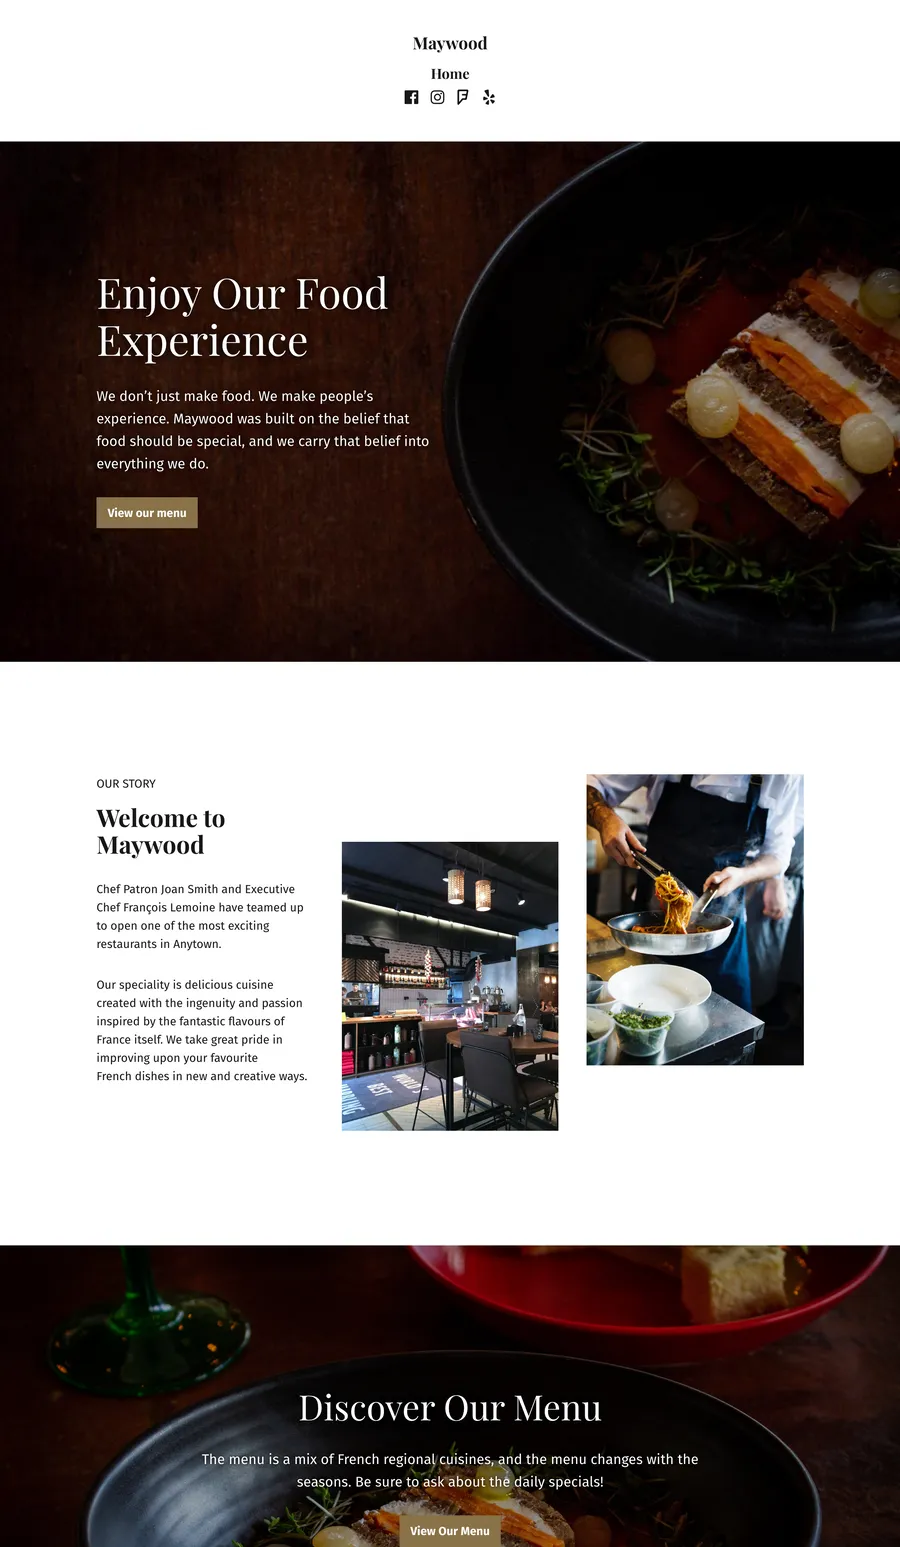 Maywood
Home
Enjoy Our Food
Experience
We don’t just make food. We make people’s
experience. Maywood was built on the belief that
food should be special, and we carry that belief into
everything we do.
View our menu
OUR STORY
Welcome to
Maywood
Chef Patron Joan Smith and Executive
Chef François Lemoine have teamed up
to open one of the most exciting
restaurants in Anytown.
Our speciality is delicious cuisine
created with the ingenuity and passion
inspired by the fantastic flavours of
France itself. We take great pride in
improving upon your favourite
French dishes in new and creative ways.
Discover Our Menu
The menu is a mix of French regional cuisines, and the menu changes with the
seasons. Be sure to ask about the daily specials!
View Our Menu